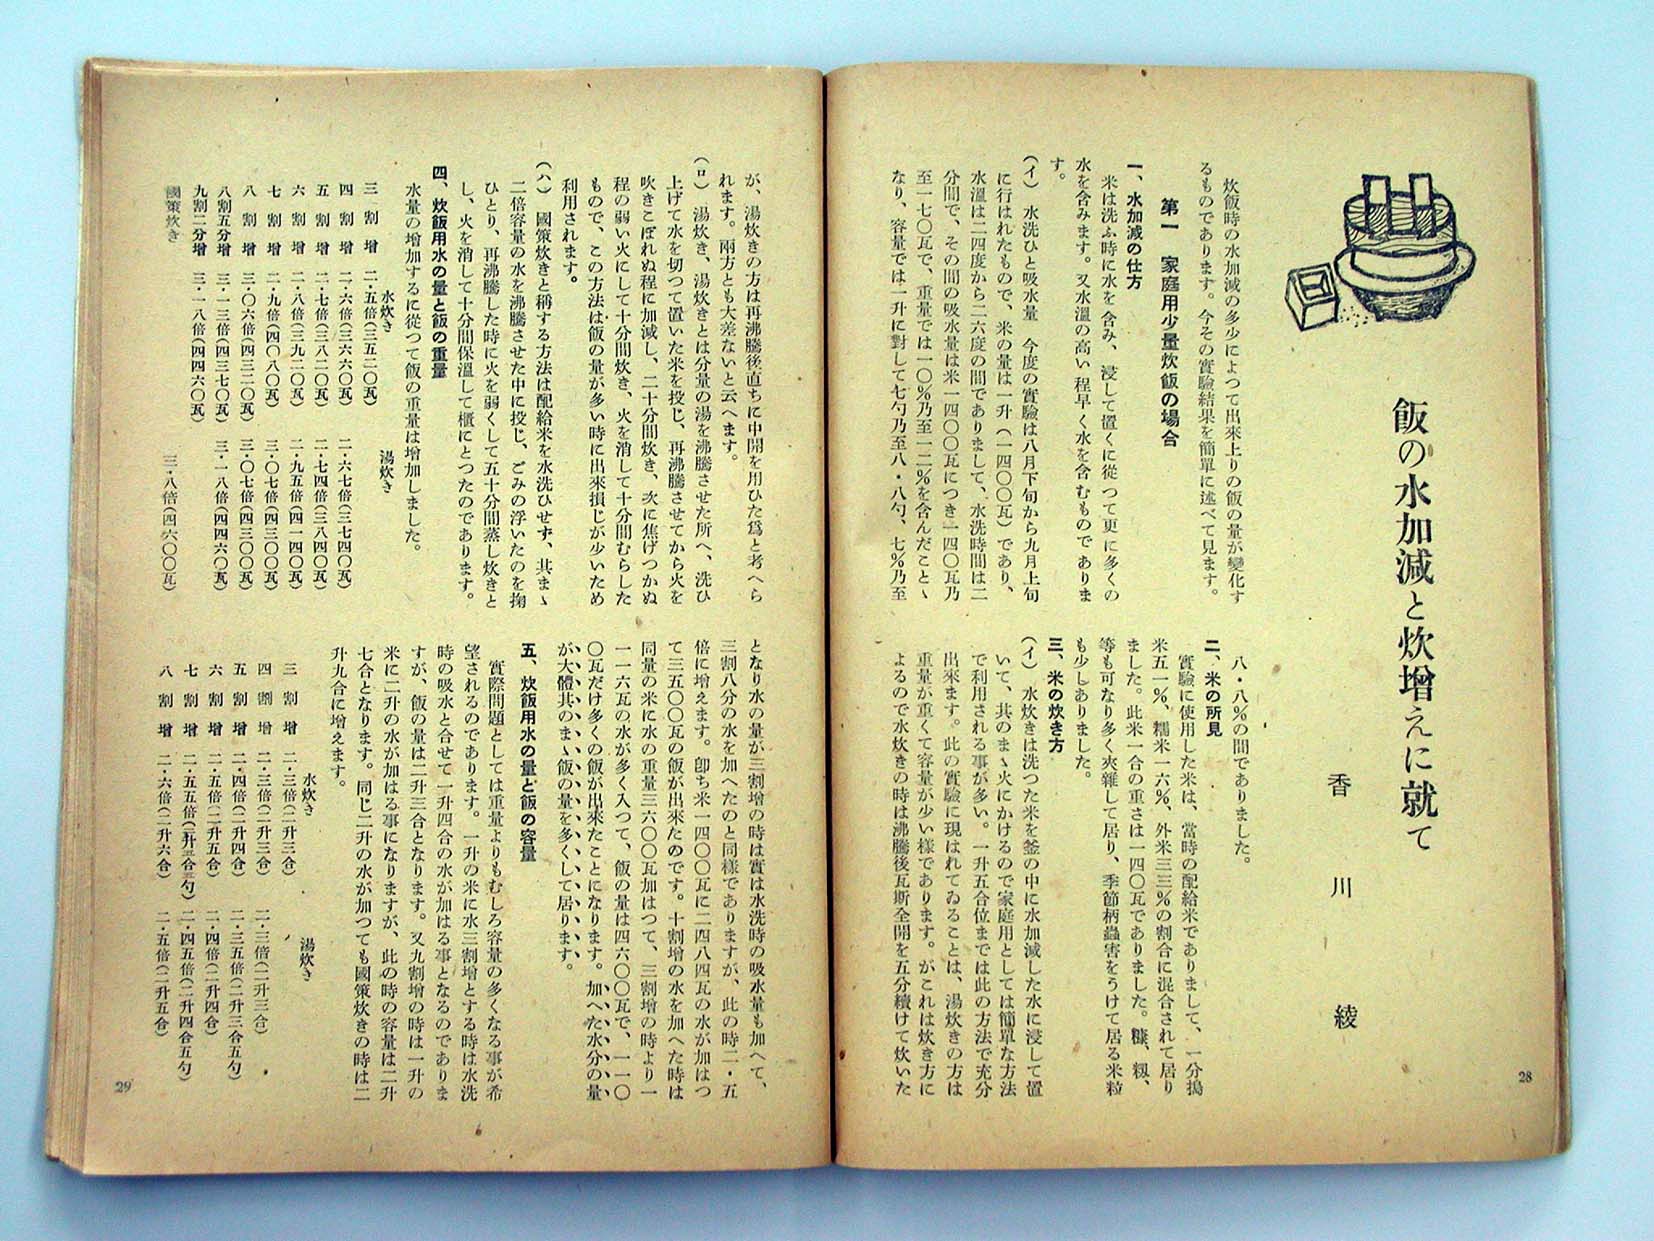 飯の水加減と炊增えに就て
香川綾
炊飯時の水加減の多少によつて出來上りの飯の量が變化す
るものであります。今その實驗結果を簡單に述べて見ます。
第一 家庭用少量炊飯の場合
一、水加減の仕方
米は洗ふ時に水を含み、浸して置くに從つて更に多くの
水を含みます。又水溫の高い程早く水を含むものでありま
す。
(イ) 水洗ひと吸水量 今度の實驗は八月下旬から九月上旬
に行はれたもので、米の量は一升(一四〇〇瓦)であり、
水溫は二四度から二六度の間でありまして、水洗時間は二
分間で、その間の吸水量は米一四〇〇瓦につき一四〇瓦乃
至一七〇瓦で、重量では一〇%乃至一二%を含んだことゝ
なり、容量では一升に對して七勺乃至八・八勺、七%乃至
八・八%の間でありました。
二、米の所見
實驗に使用した米は、當時の配給米でありまして、一分搗
米五一%、糯米一六%、外米三三%の割合に混合されて居り
ました。此米一合の重さは一四〇瓦でありました。糠、籾、
等も可なり多く夾雜して居り、季節柄蟲害をうけて居る米粒
も少しありました。
三、米の炊き方
(イ) 水炊きは洗つた米を釜の中に水加減した水に浸して置
いて、其のまゝ火にかけるので家庭用としては簡單な方法
で利用される事が多い。一升五合位までは此の方法で充分
出來ます。此の實驗に現はれてゐることは、湯炊きの方は
重量が重くて容量が少い樣であります。がこれは炊き方に
よるので水炊きの時は沸騰後瓦斯全開を五分續けて炊いた
28
が、湯炊きの方は再沸騰後直ちに中開を用ひた爲と考へら
れます。兩方とも大差ないと云へます。
(ロ) 湯炊き、湯炊きとは分量の湯を沸騰させた所へ、洗ひ
上げて水を切つて置いた米を投じ、再沸騰させてから火を
吹きこぼれぬ程に加減し、二十分間炊き、次に焦げつかぬ
程の弱い火にして十分間炊き、火を消して十分間むらした
もので、この方法は飯の量が多い時に出來損じが少いため
利用されます。
(ハ) 國策炊きと稱する方法は配給米を水洗ひせず、其まゝ
二倍容量の水を沸騰させた中に投じ、ごみの浮いたのを掬
ひとり、再沸騰した時に火を弱くして五十分間蒸し炊きと
し、火を消して十分間保溫して櫃にとつたのであります。
四、炊飯用水の量と飯の重量
水量の增加するに從つて飯の重量は增加しました。
水炊き 湯炊き
三割增 二・五倍(三五二〇瓦)
四割增 二・六倍(三六六〇瓦) 二・六七倍(三七四〇瓦)
五割增 二・七倍(三八二〇瓦) 二・七四倍(三八四〇瓦)
六割增 二・八倍(三九二〇瓦) 二・九五倍(四一四〇瓦)
七割增 二・九倍(四〇八〇瓦) 三・〇七倍(四三〇〇瓦)
八割增 三・〇六倍(四三二〇瓦) 三・〇七倍(四三〇〇瓦)
八割五分增 三・一三倍(四三七〇瓦) 三・一八倍(四四六〇瓦)
九割二分增 三・一八倍(四四六〇瓦)
國策炊き 三・八倍(四六〇〇瓦)
となり水の量が三割增の時は實は水洗時の吸水量も加へて、
三割八分の水を加へたのと同樣でありますが、此の時二・五
倍に增えます。卽ち米一四〇〇瓦に二四八四瓦の水が加はつ
て三五〇〇瓦の飯が出來たのです。十割增の水を加へた時は
同量の米に水の重量三六〇〇瓦加はつて、三割增の時より一
一一六瓦の水が多く入つて、飯の量は四六〇〇瓦で、一一〇
〇瓦だけ多くの飯が出來たことになります。加へた水分の量
が大體其のまゝ飯の量を多くして居ります。
五、炊飯用水の量と飯の容量
實際問題としては重量よりもむしろ容量の多くなる事が希
望されるのであります。一升の米に水三割增とする時は水洗
時の吸水と合せて一升四合の水が加はる事となるのでありま
すが、飯の量は二升三合となります。又九割增の時は一升の
米に二升の水が加はる事になりますが、此の時の容量は二升
七合となります。同じ二升の水が加つても國策炊きの時は二
升九合に增えます。
水炊き 湯炊き
三割增 二・三倍(二升三合)
四割增 二・三倍(二升三合) 二・三倍(二升三合)
五割增 二・四倍(二升四合) 二・三五倍(二升三合五勺)
六割增 二・五倍(二升五合) 二・四倍(二升四合)
七割增 二・五五倍 二・四五倍(二升四合五勺)
八割增 二・六倍(二升六合) 二・五倍(二升五合)
29